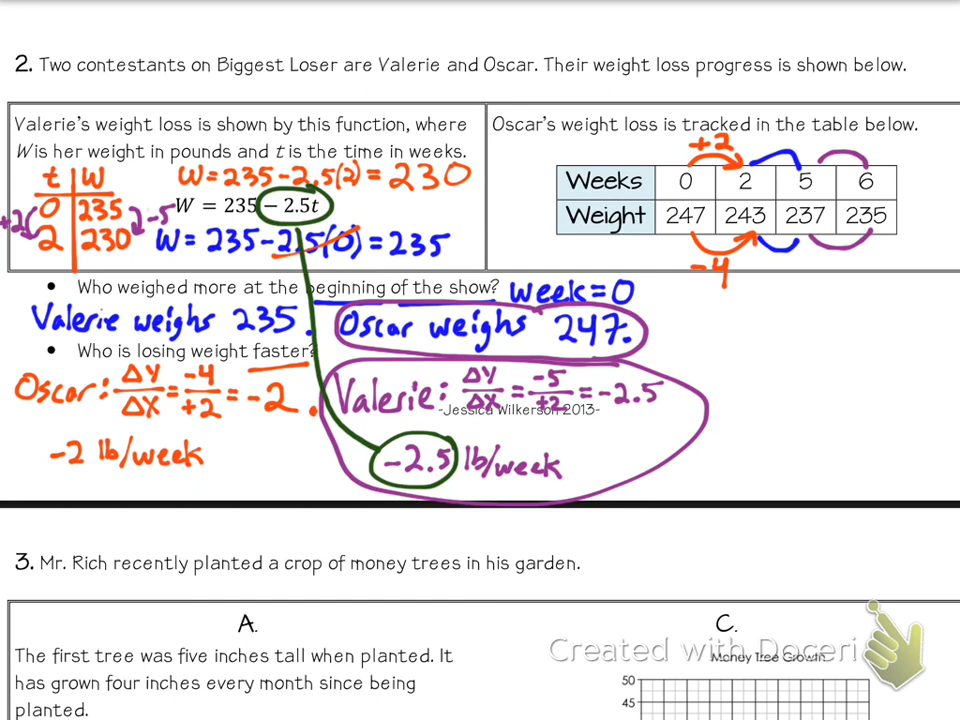 2. Two contestants on Biggest Loser are Valerie and Oscar. Their weight loss progress is shown below.
Valerie's weight loss is shown by this function, where
W is her weight in pounds and t is the time in weeks.
t W
0 235
2 230
+2
-5
W = 235 - 2.5(2) = 230
W = 235 − 2.5t
W = 235 - 2.5(0) = 235
Oscar's weight loss is tracked in the table below.
+2
Weeks 0 2 5 6
Weight 247 243 237 235
-4
• Who weighed more at the beginning of the show? week=0
Valerie weighs 235. Oscar weighs 247.
• Who is losing weight faster?
Oscar: ΔY/ΔX = -4/+2 = -2.
-2 lb/week
Valerie: ΔY/ΔX = -5/+2 = -2.5
-Jessica Wilkerson 2013-
-2.5 lb/week
3. Mr. Rich recently planted a crop of money trees in his garden.
A.
The first tree was five inches tall when planted. It
has grown four inches every month since being
planted.
C.
Money Tree Growth
50
45
Created with Doceri